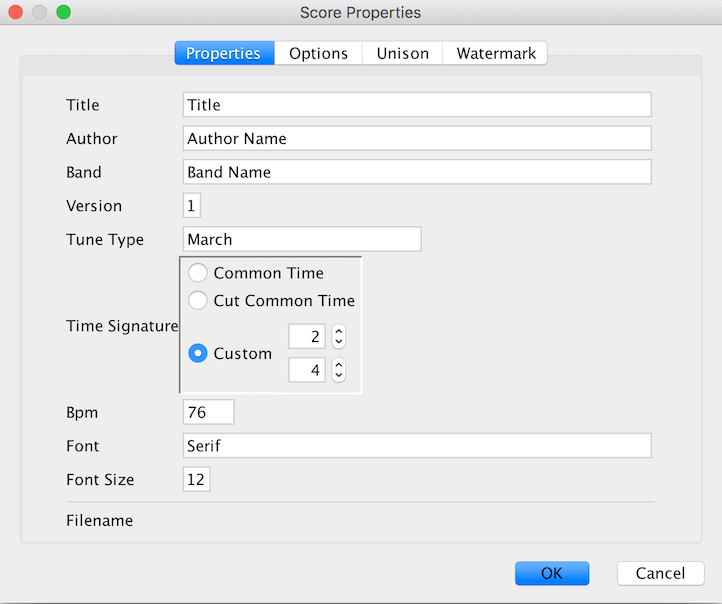 Score Properties
Properties Options Unison Watermark
Title Title
Author Author Name
Band Band Name
Version 1
Tune Type March
Common Time
Cut Common Time
Time Signature
2
Custom
4
Bpm 76
Font Serif
Font Size 12
Filename
OK Cancel